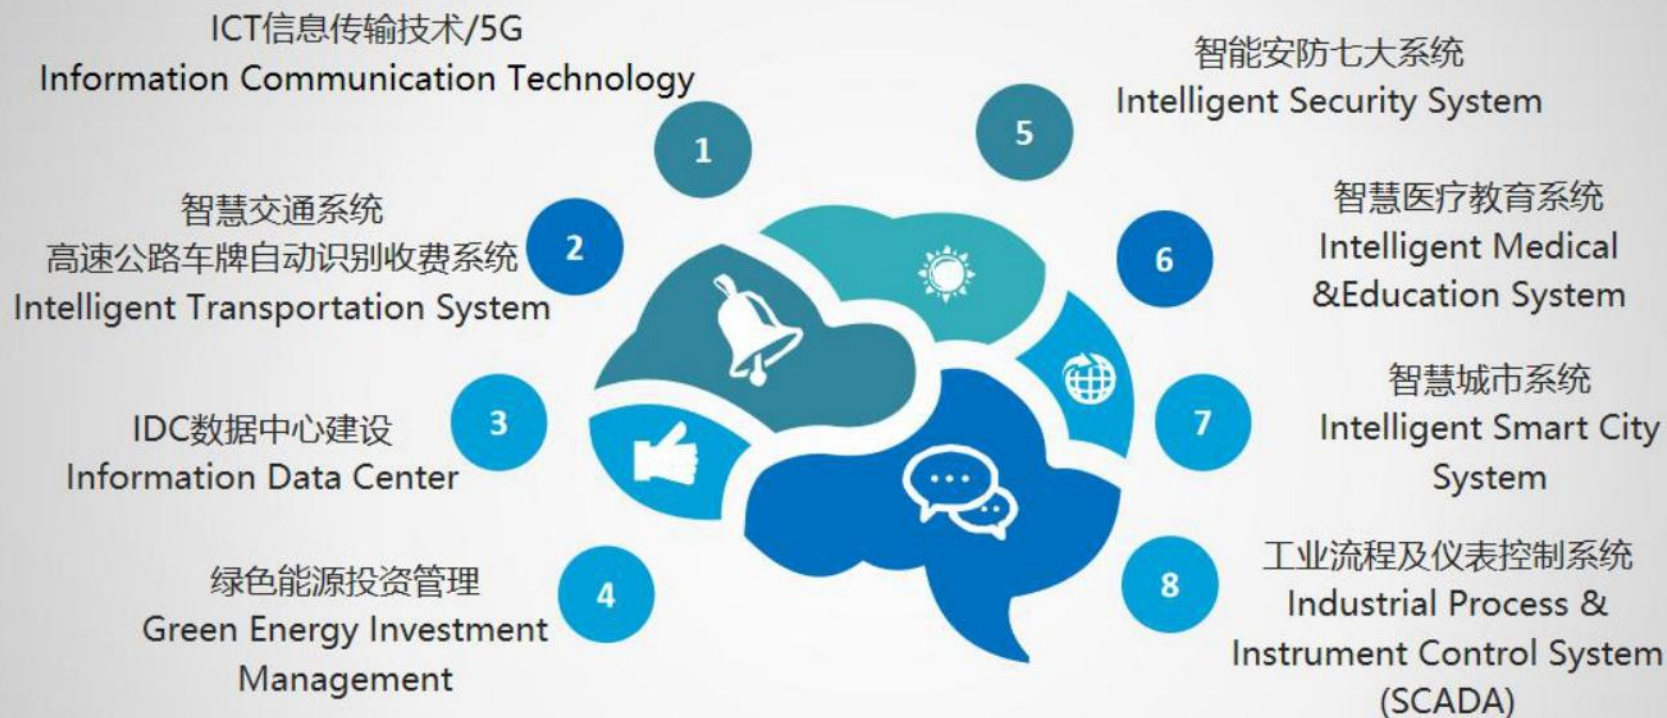 ICT信息传输技术/5G
Information Communication Technology
1
智慧交通系统
高速公路车牌自动识别收费系统
Intelligent Transportation System
2
IDC数据中心建设
Information Data Center
3
绿色能源投资管理
Green Energy Investment
Management
4
智能安防七大系统
Intelligent Security System
5
智慧医疗教育系统
Intelligent Medical
&Education System
6
智慧城市系统
Intelligent Smart City
System
7
工业流程及仪表控制系统
Industrial Process &
Instrument Control System
(SCADA)
8